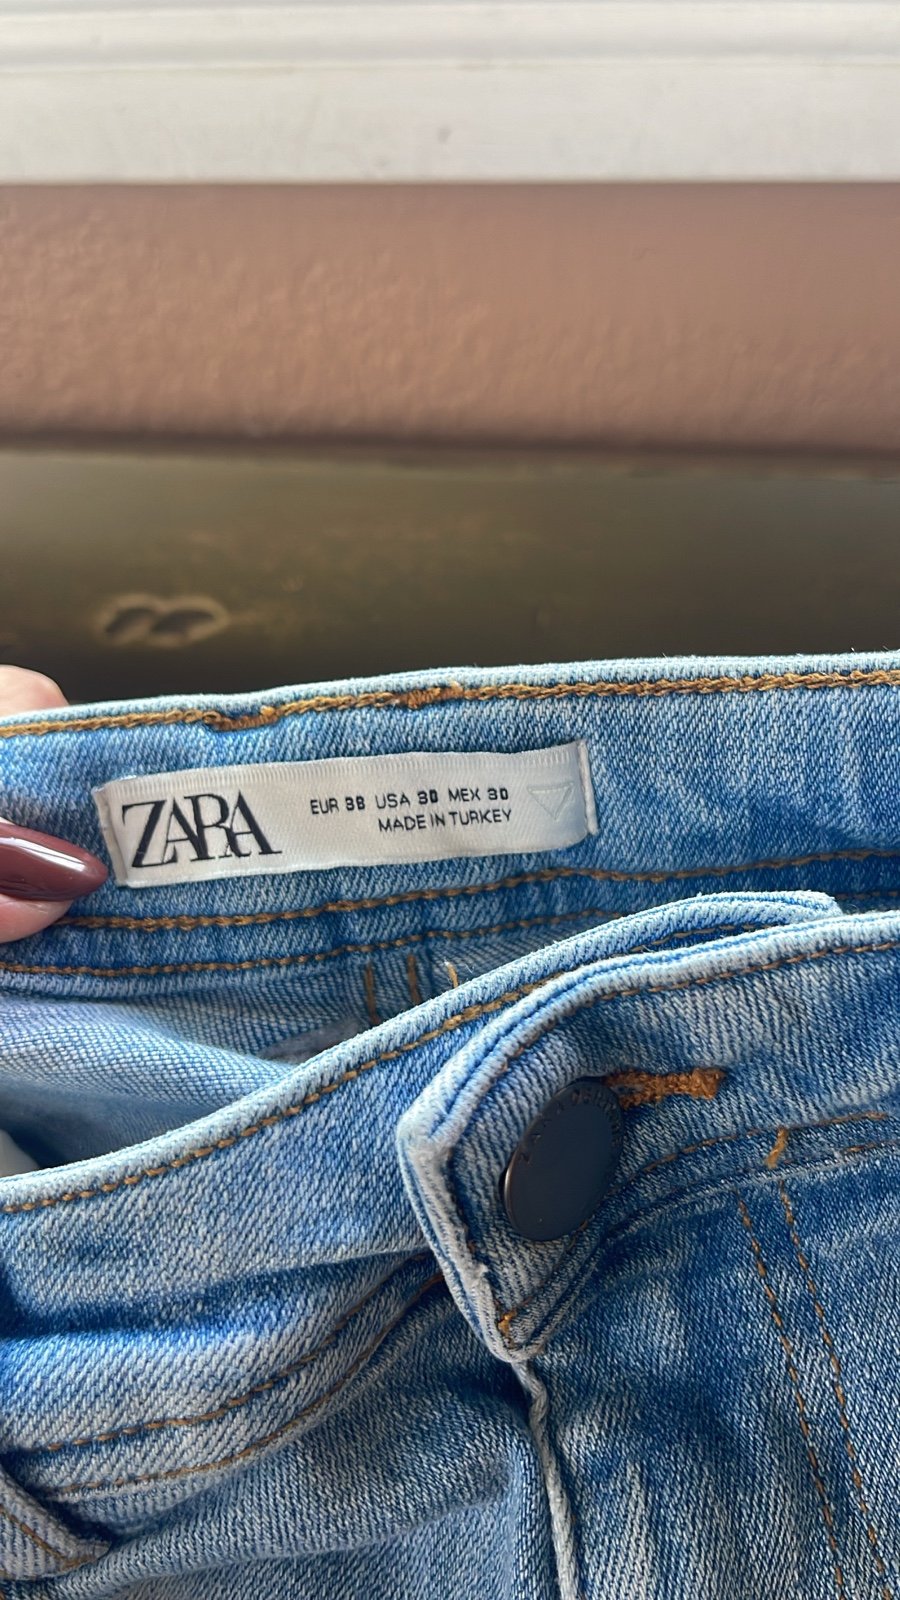 ZARA
EUR 38 USA 30 MEX 30
MADE IN TURKEY